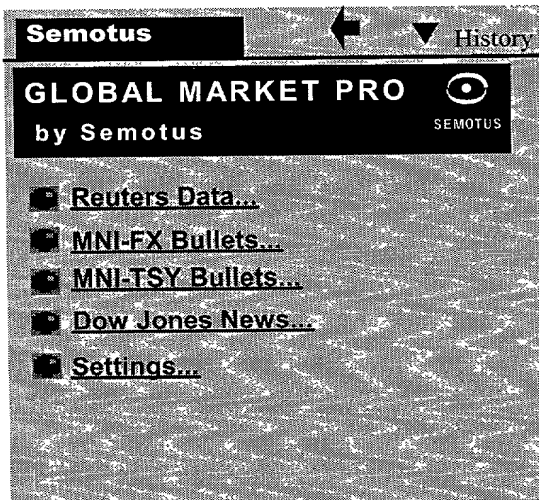 Semotus
History
GLOBAL MARKET PRO
by Semotus
SEMOTUS
Reuters Data...
MNI-FX Bullets...
MNI-TSY Bullets...
Dow Jones News...
Settings...